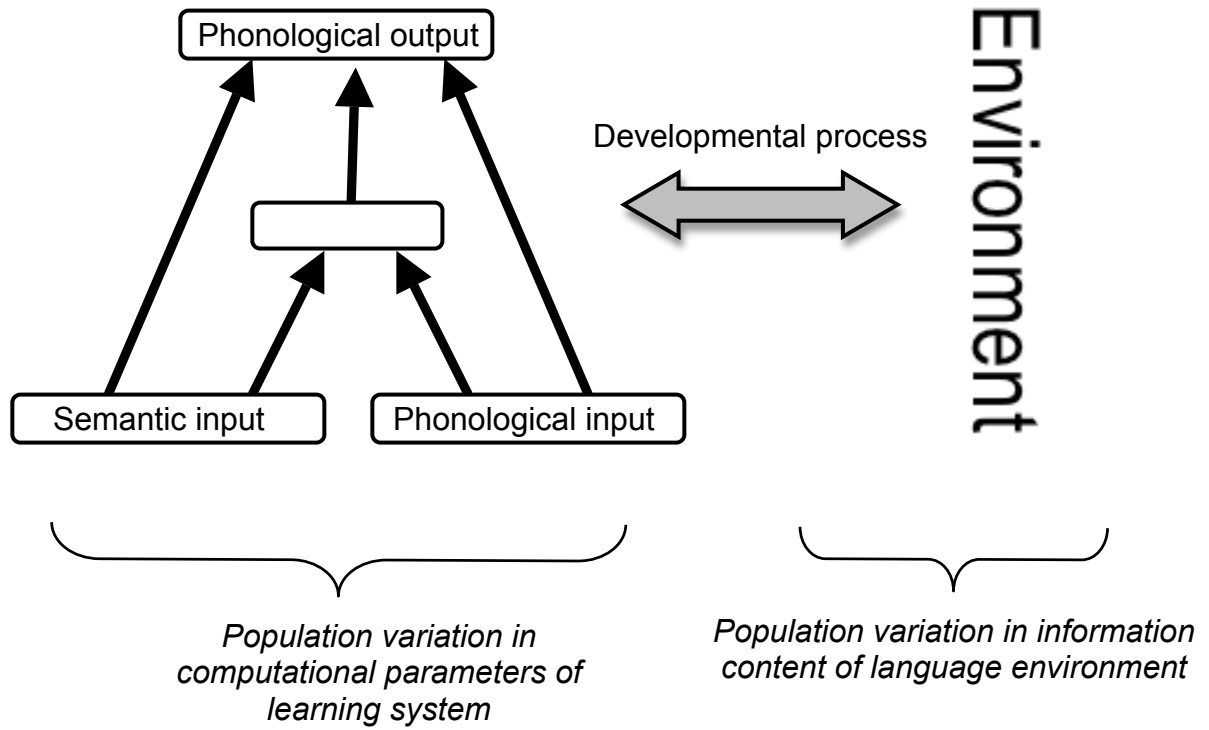 Phonological output
Developmental process
Environment
Semantic input
Phonological input
Population variation in
computational parameters of
learning system
Population variation in information
content of language environment